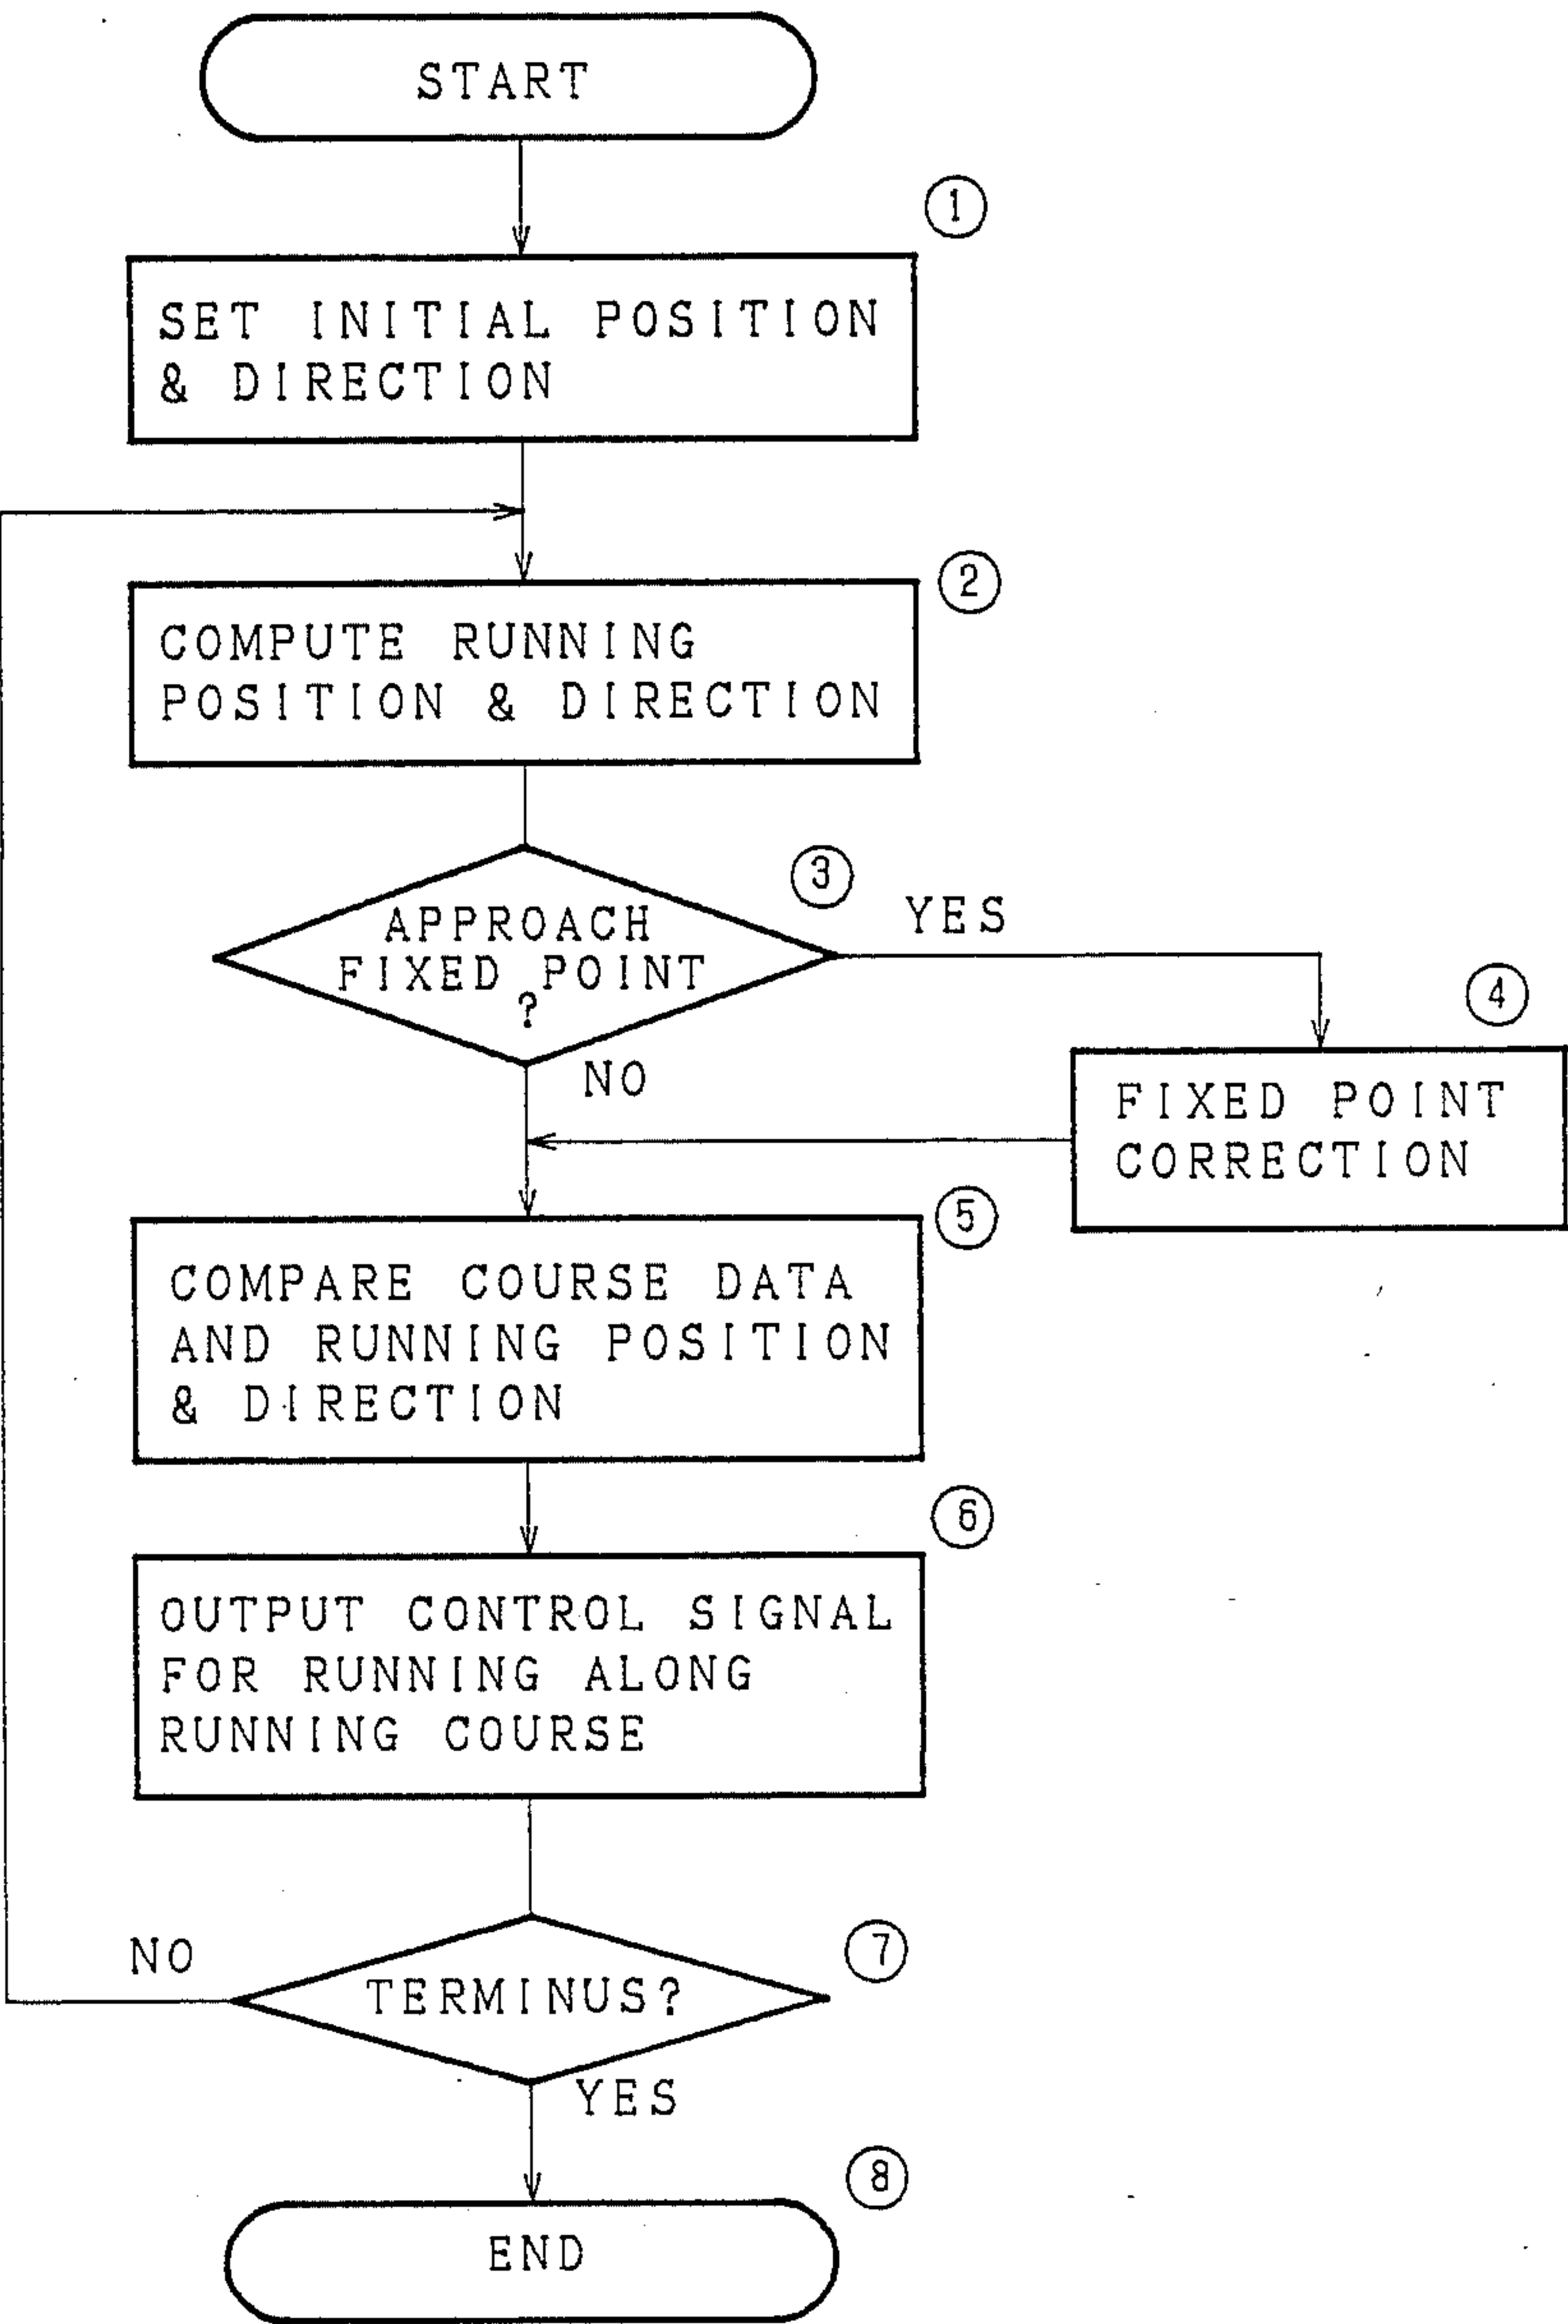 START
①
SET INITIAL POSITION
& DIRECTION
②
COMPUTE RUNNING
POSITION & DIRECTION
③
APPROACH
FIXED POINT
?
YES
NO
④
FIXED POINT
CORRECTION
⑤
COMPARE COURSE DATA
AND RUNNING POSITION
& DIRECTION
⑥
OUTPUT CONTROL SIGNAL
FOR RUNNING ALONG
RUNNING COURSE
⑦
NO
TERMINUS?
YES
⑧
END